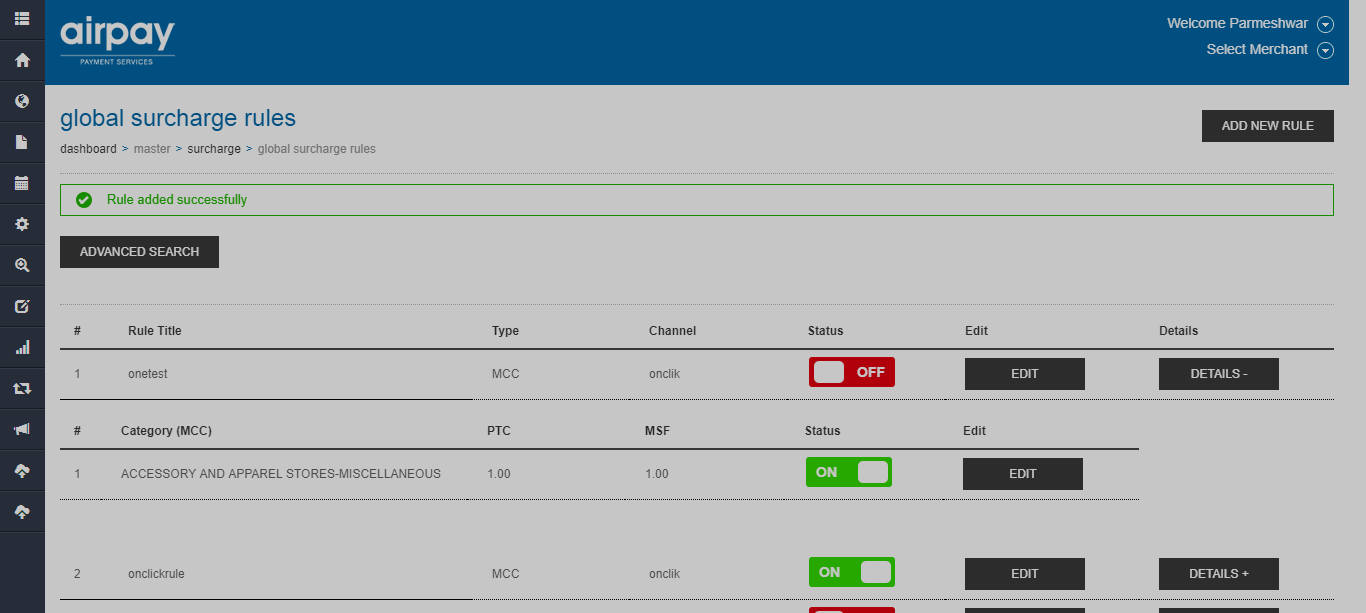 airpay
PAYMENT SERVICES
Welcome Parmeshwar
Select Merchant
global surcharge rules
ADD NEW RULE
dashboard > master > surcharge > global surcharge rules
Rule added successfully
ADVANCED SEARCH
# Rule Title Type Channel Status Edit Details
1 onetest MCC onclik OFF EDIT DETAILS -
# Category (MCC) PTC MSF Status Edit
1 ACCESSORY AND APPAREL STORES-MISCELLANEOUS 1.00 1.00 ON EDIT
2 onclickrule MCC onclik ON EDIT DETAILS +